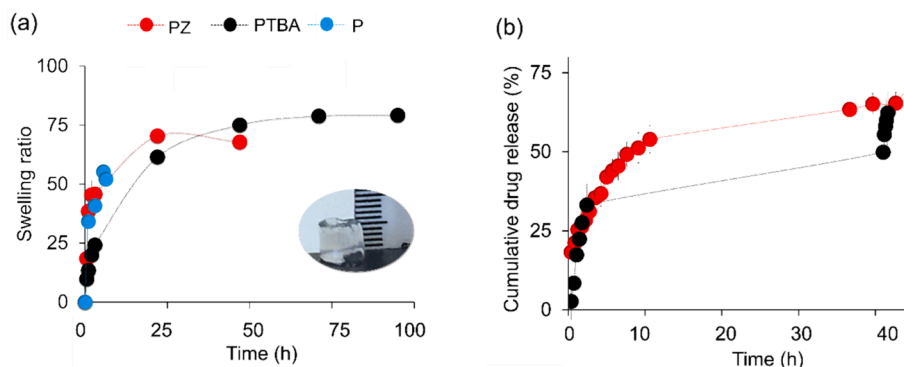 (a)
PZ PTBA P
Swelling ratio
100
75
50
25
0
0 25 50 75 100
Time (h)
(b)
Cumulative drug release (%)
75
50
25
0
0 10 20 30 40
Time (h)